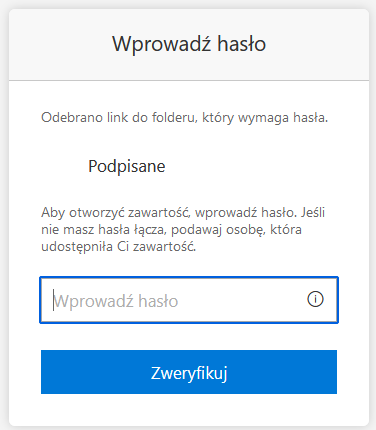 Wprowadź hasło
Odebrano link do folderu, który wymaga hasła.
Podpisane
Aby otworzyć zawartość, wprowadź hasło. Jeśli
nie masz hasła łącza, podawaj osobę, która
udostępniła Ci zawartość.
Wprowadź hasło
Zweryfikuj